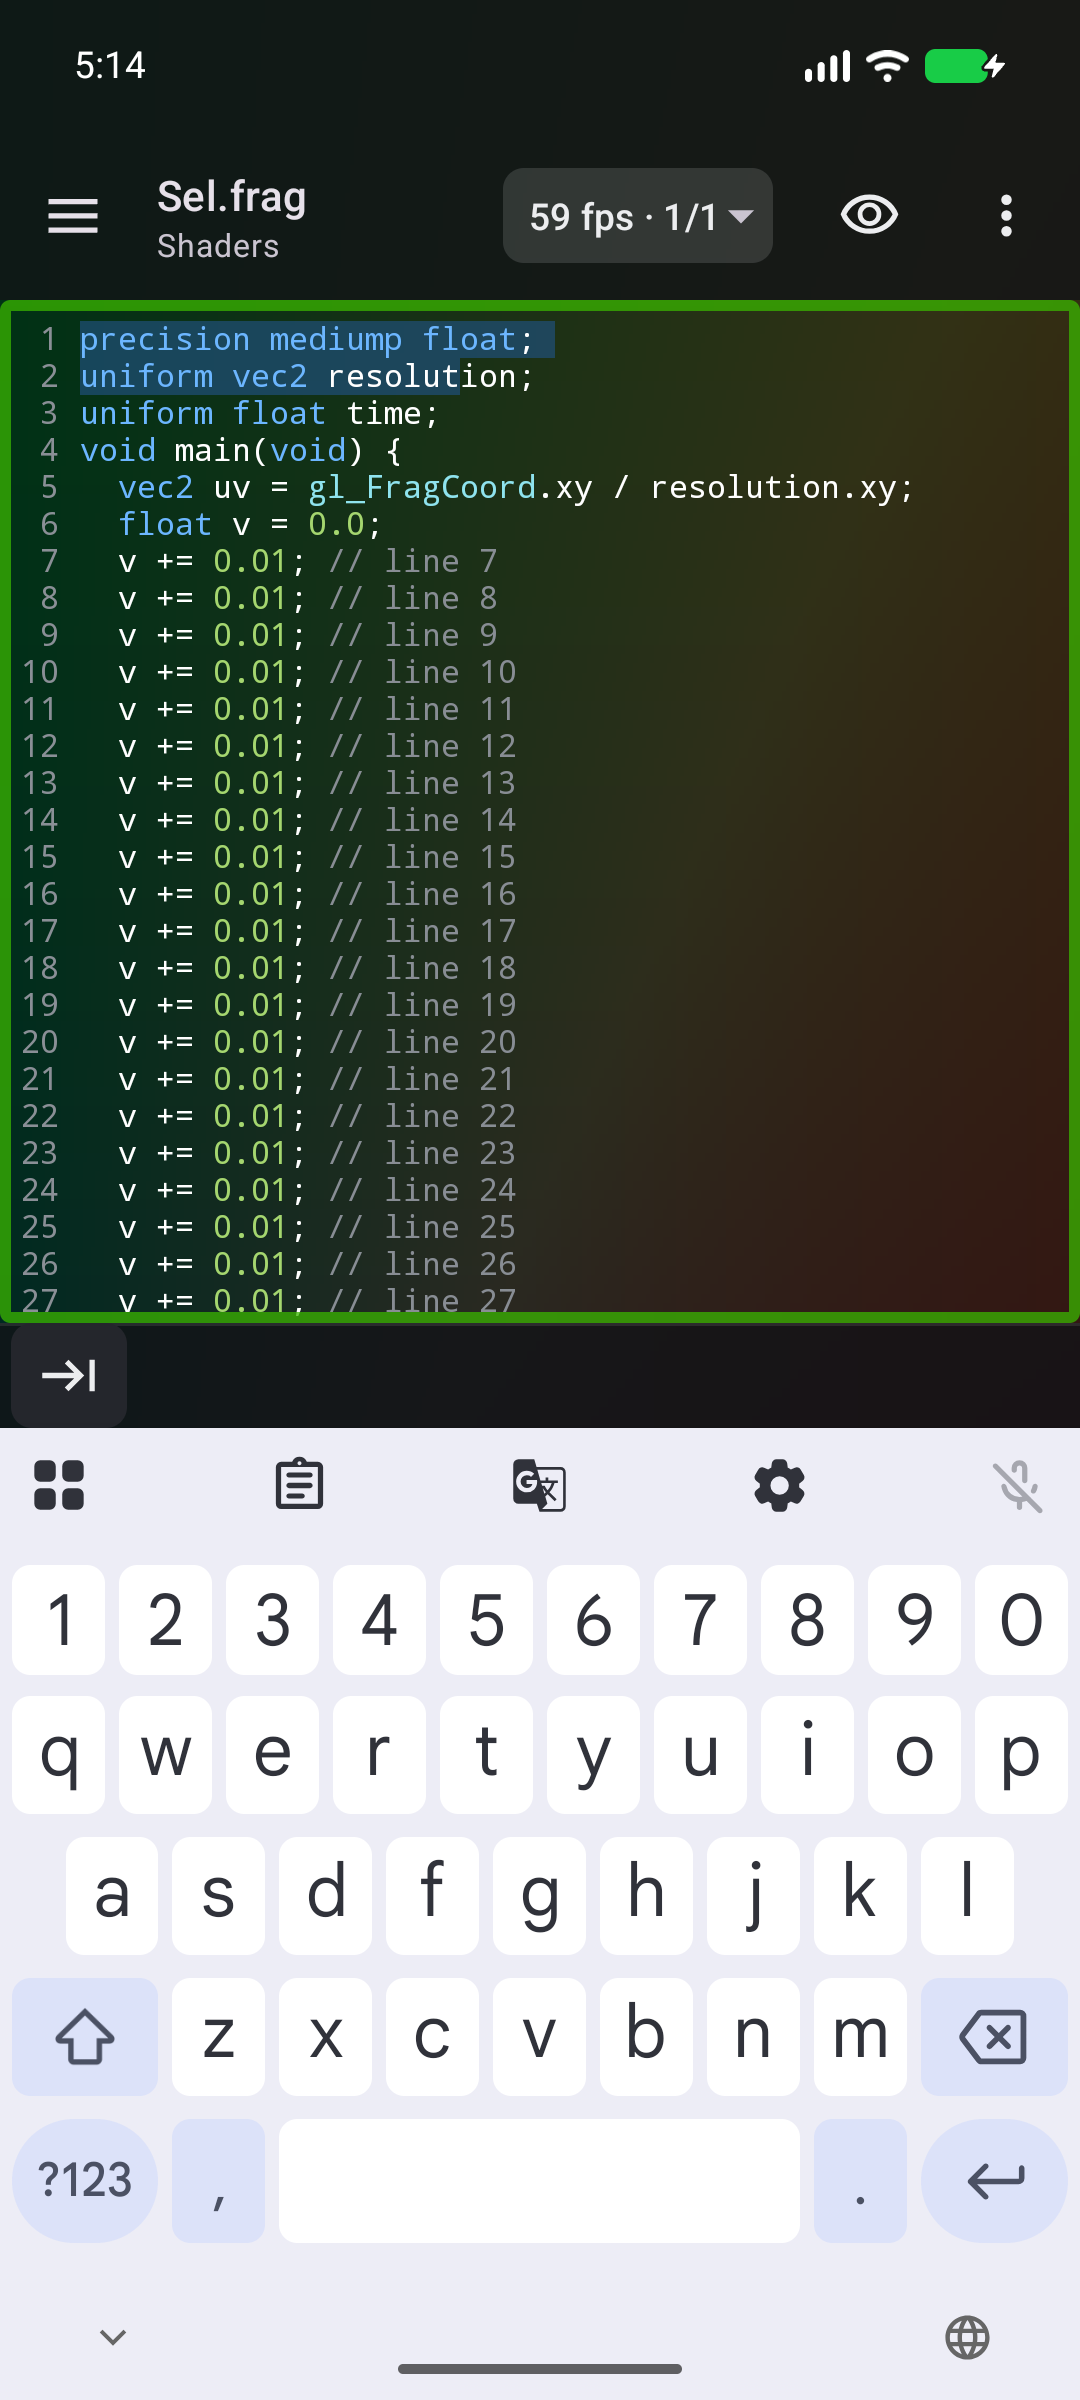 5:14
Sel.frag
Shaders
59 fps · 1/1
1 precision mediump float;
2 uniform vec2 resolution;
3 uniform float time;
4 void main(void) {
5 vec2 uv = gl_FragCoord.xy / resolution.xy;
6 float v = 0.0;
7 v += 0.01; // line 7
8 v += 0.01; // line 8
9 v += 0.01; // line 9
10 v += 0.01; // line 10
11 v += 0.01; // line 11
12 v += 0.01; // line 12
13 v += 0.01; // line 13
14 v += 0.01; // line 14
15 v += 0.01; // line 15
16 v += 0.01; // line 16
17 v += 0.01; // line 17
18 v += 0.01; // line 18
19 v += 0.01; // line 19
20 v += 0.01; // line 20
21 v += 0.01; // line 21
22 v += 0.01; // line 22
23 v += 0.01; // line 23
24 v += 0.01; // line 24
25 v += 0.01; // line 25
26 v += 0.01; // line 26
27 v += 0.01; // line 27
G 文
1 2 3 4 5 6 7 8 9 0
q w e r t y u i o p
a s d f g h j k l
z x c v b n m
?123 , .